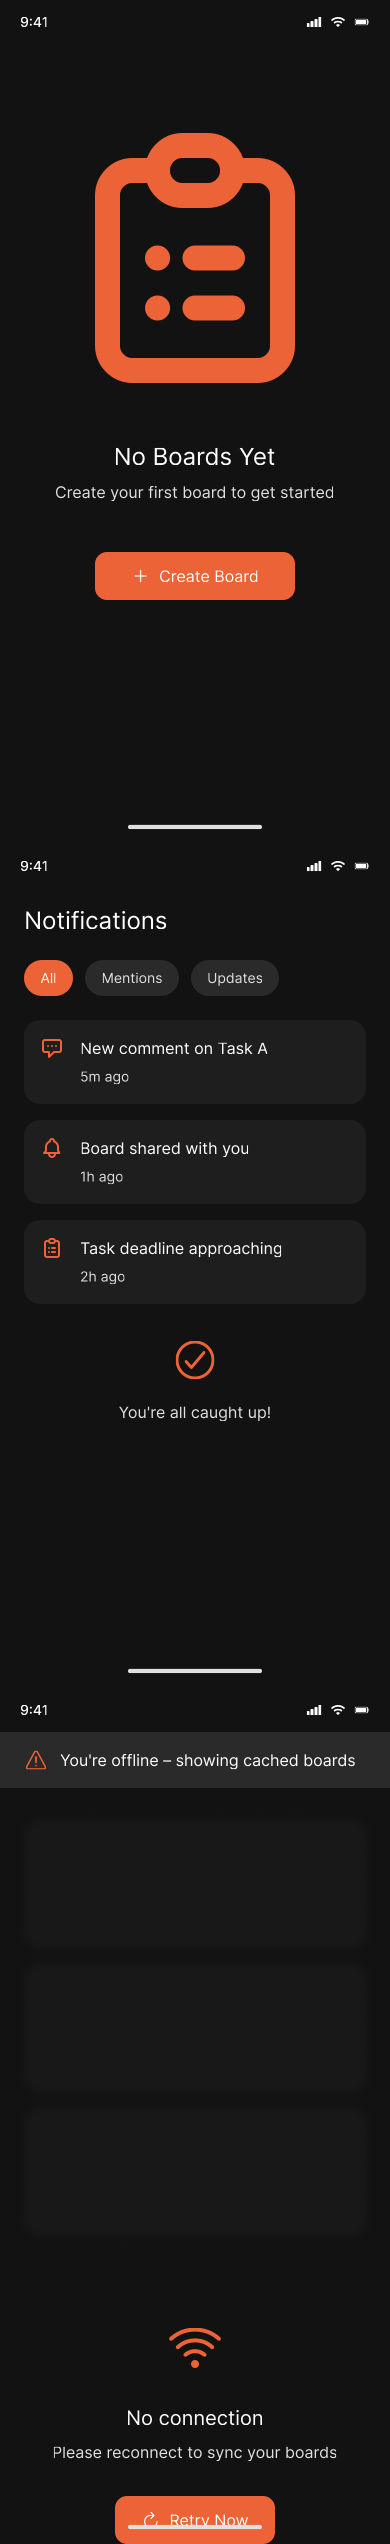 9:41
No Boards Yet
Create your first board to get started
Create Board
9:41
Notifications
All Mentions Updates
New comment on Task A
5m ago
Board shared with you
1h ago
Task deadline approaching
2h ago
You're all caught up!
9:41
You're offline – showing cached boards
No connection
Please reconnect to sync your boards
Retry Now